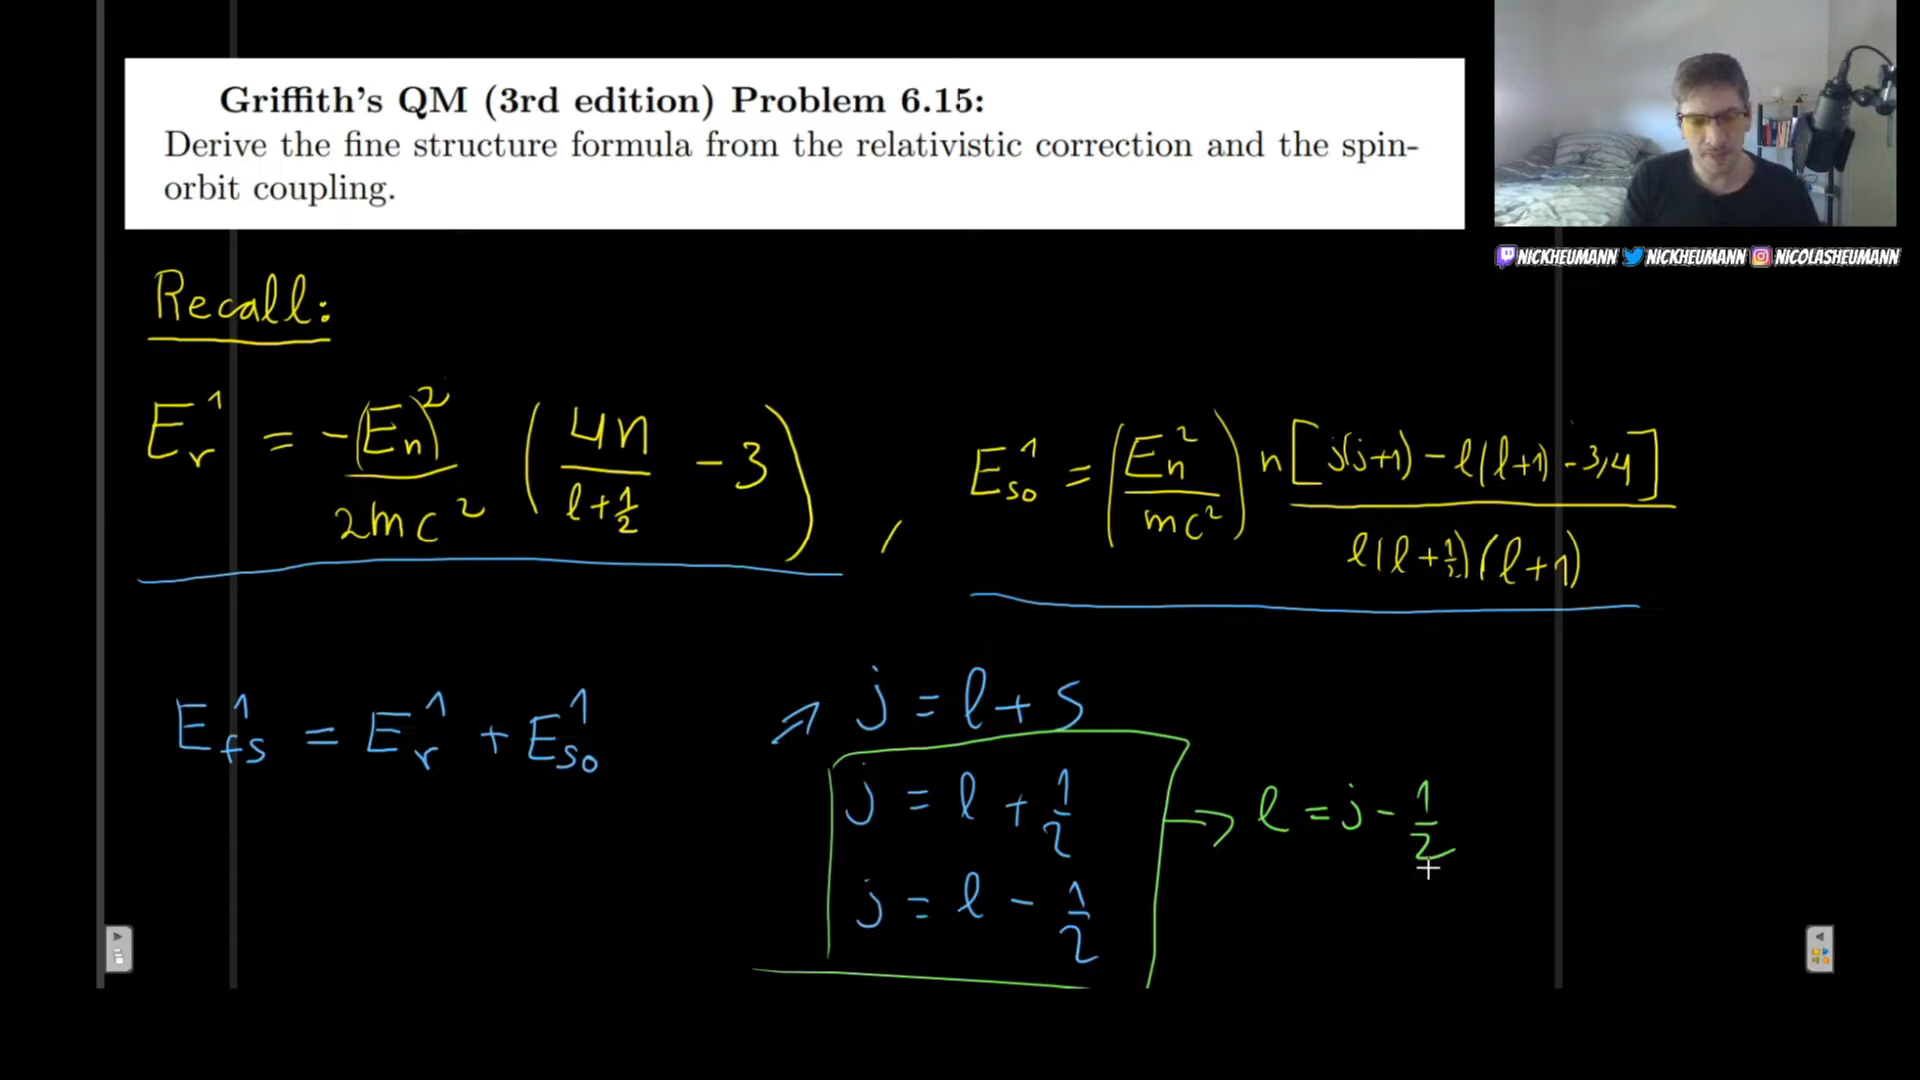 Griffith's QM (3rd edition) Problem 6.15:
Derive the fine structure formula from the relativistic correction and the spin-
orbit coupling.
NICKHEUMANN NICKHEUMANN NICOLASHEUMANN
Recall:
E_r^1 = -(E_n)^2 / 2mc^2 ( 4n / l+1/2 - 3 ) , E_so^1 = ( E_n^2 / mc^2 ) n[j(j+1) - l(l+1) - 3/4] / l(l+1/2)(l+1)
E_fs^1 = E_r^1 + E_so^1 ⇒ j = l + s
j = l + 1/2 → l = j - 1/2
j = l - 1/2